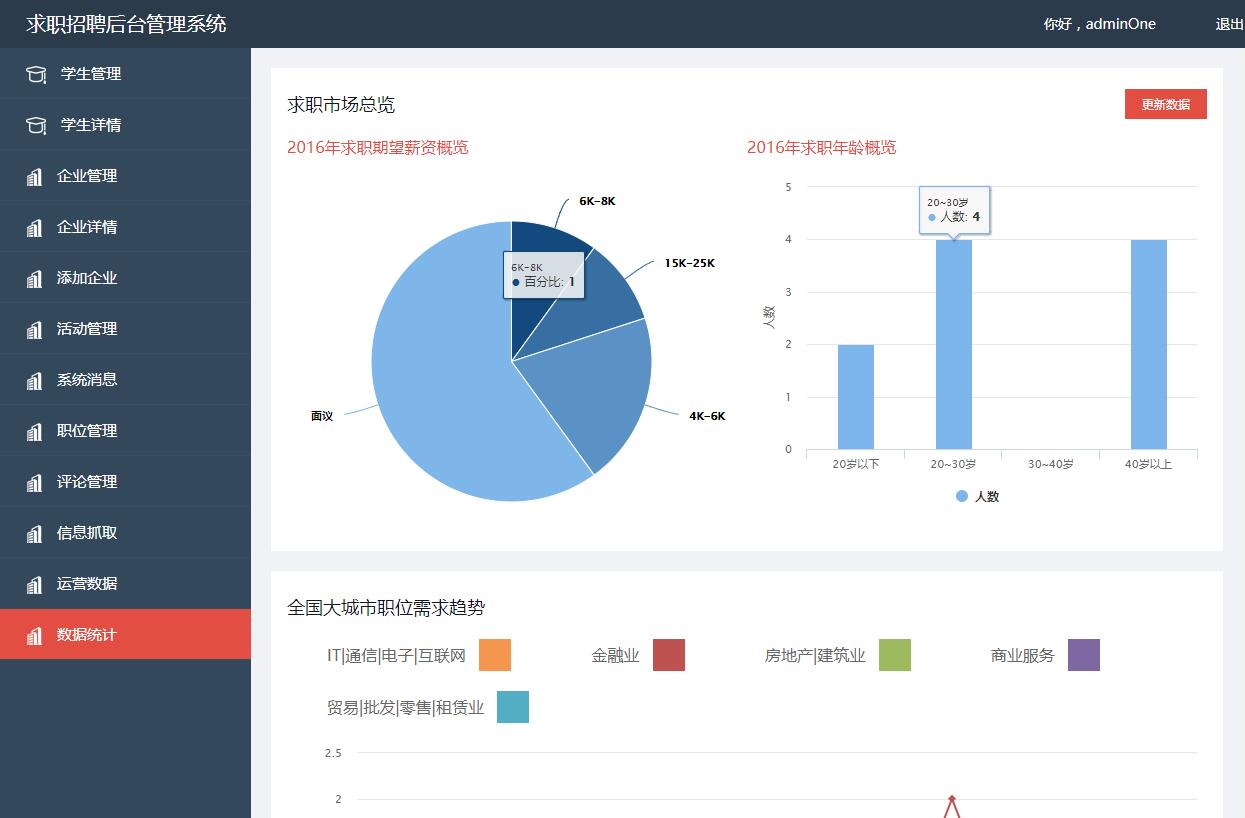 求职招聘后台管理系统
你好，adminOne
退出
学生管理
学生详情
企业管理
企业详情
添加企业
活动管理
系统消息
职位管理
评论管理
信息抓取
运营数据
数据统计
求职市场总览
更新数据
2016年求职期望薪资概览
6K-8K
15K-25K
4K-6K
面议
6K-8K
百分比: 1
2016年求职年龄概览
人数
5
4
3
2
1
0
20~30岁
人数: 4
20岁以下
20~30岁
30~40岁
40岁以上
人数
全国大城市职位需求趋势
IT|通信|电子|互联网
金融业
房地产|建筑业
商业服务
贸易|批发|零售|租赁业
2.5
2